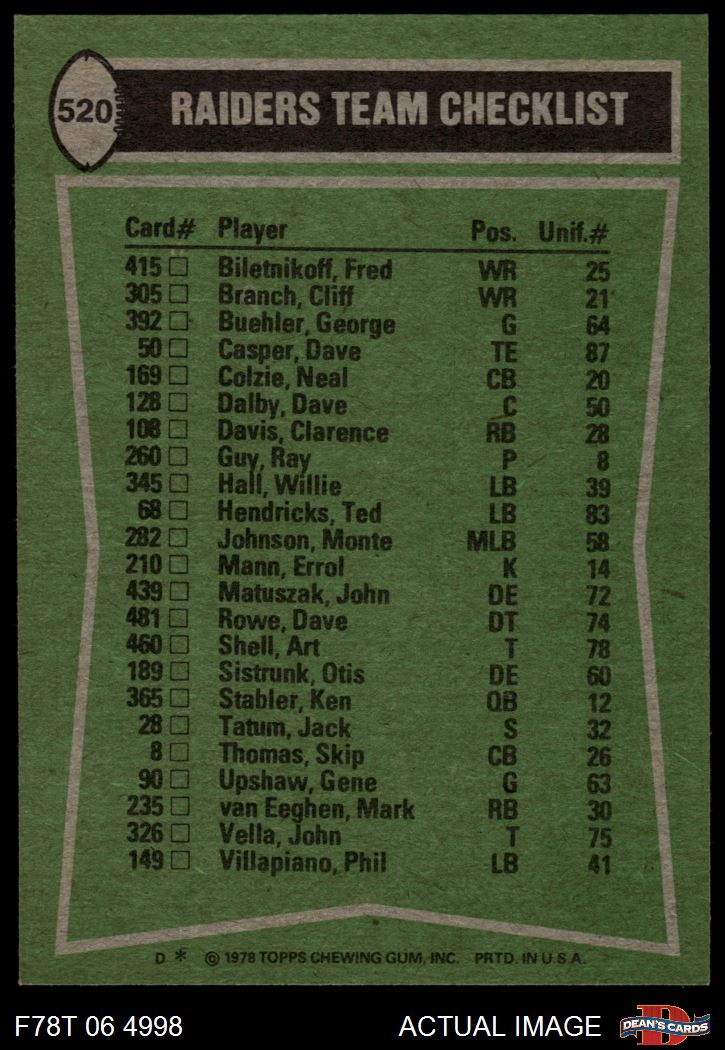 520
RAIDERS TEAM CHECKLIST
Card# Player Pos. Unif.#
415 □ Biletnikoff, Fred WR 25
305 □ Branch, Cliff WR 21
392 □ Buehler, George G 64
50 □ Casper, Dave TE 87
169 □ Colzie, Neal CB 20
128 □ Dalby, Dave C 50
108 □ Davis, Clarence RB 28
260 □ Guy, Ray P 8
345 □ Hall, Willie LB 39
68 □ Hendricks, Ted LB 83
282 □ Johnson, Monte MLB 58
210 □ Mann, Errol K 14
439 □ Matuszak, John DE 72
481 □ Rowe, Dave DT 74
460 □ Shell, Art T 78
189 □ Sistrunk, Otis DE 60
365 □ Stabler, Ken QB 12
28 □ Tatum, Jack S 32
8 □ Thomas, Skip CB 26
90 □ Upshaw, Gene G 63
235 □ van Eeghen, Mark RB 30
326 □ Vella, John T 75
149 □ Villapiano, Phil LB 41
D * © 1978 TOPPS CHEWING GUM, INC. PRTD. IN U.S.A.
F78T 06 4998 ACTUAL IMAGE
D
DEAN'S CARDS